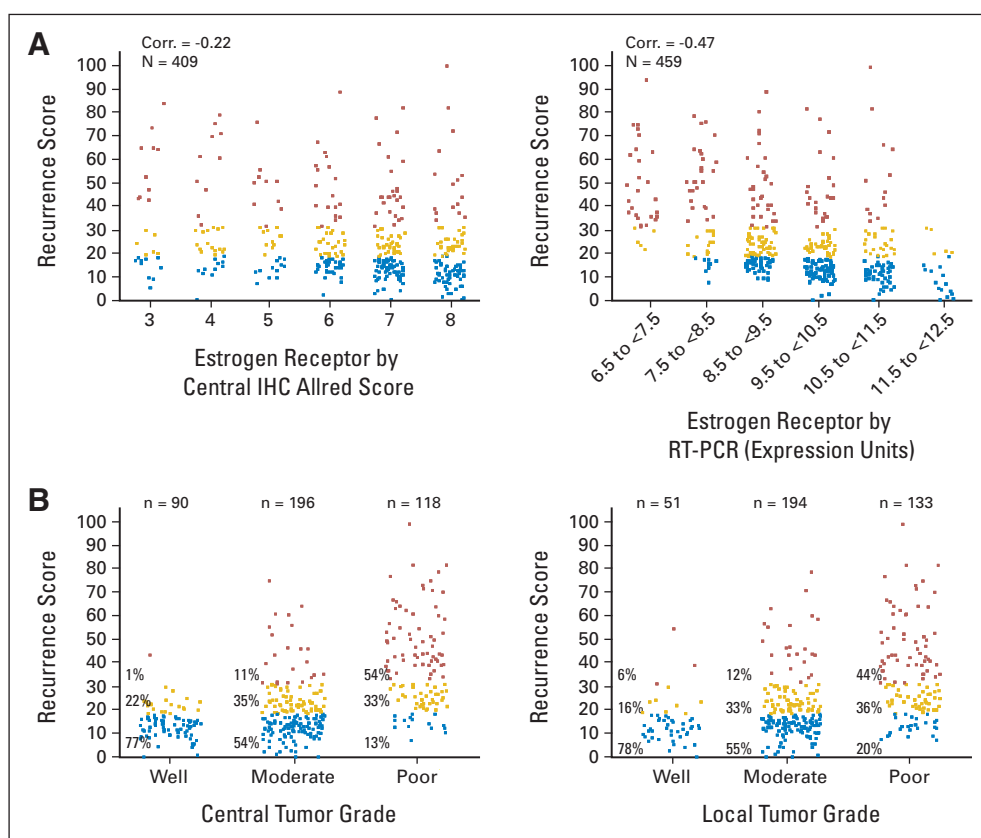 A
Corr. = -0.22
N = 409
Recurrence Score
100
90
80
70
60
50
40
30
20
10
0
3 4 5 6 7 8
Estrogen Receptor by
Central IHC Allred Score
Corr. = -0.47
N = 459
Recurrence Score
100
90
80
70
60
50
40
30
20
10
0
6.5 to <7.5
7.5 to <8.5
8.5 to <9.5
9.5 to <10.5
10.5 to <11.5
11.5 to <12.5
Estrogen Receptor by
RT-PCR (Expression Units)
B
n = 90 n = 196 n = 118
Recurrence Score
100
90
80
70
60
50
40
30
20
10
0
1% 11% 54%
22% 35% 33%
77% 54% 13%
Well Moderate Poor
Central Tumor Grade
n = 51 n = 194 n = 133
Recurrence Score
100
90
80
70
60
50
40
30
20
10
0
6% 12% 44%
16% 33% 36%
78% 55% 20%
Well Moderate Poor
Local Tumor Grade